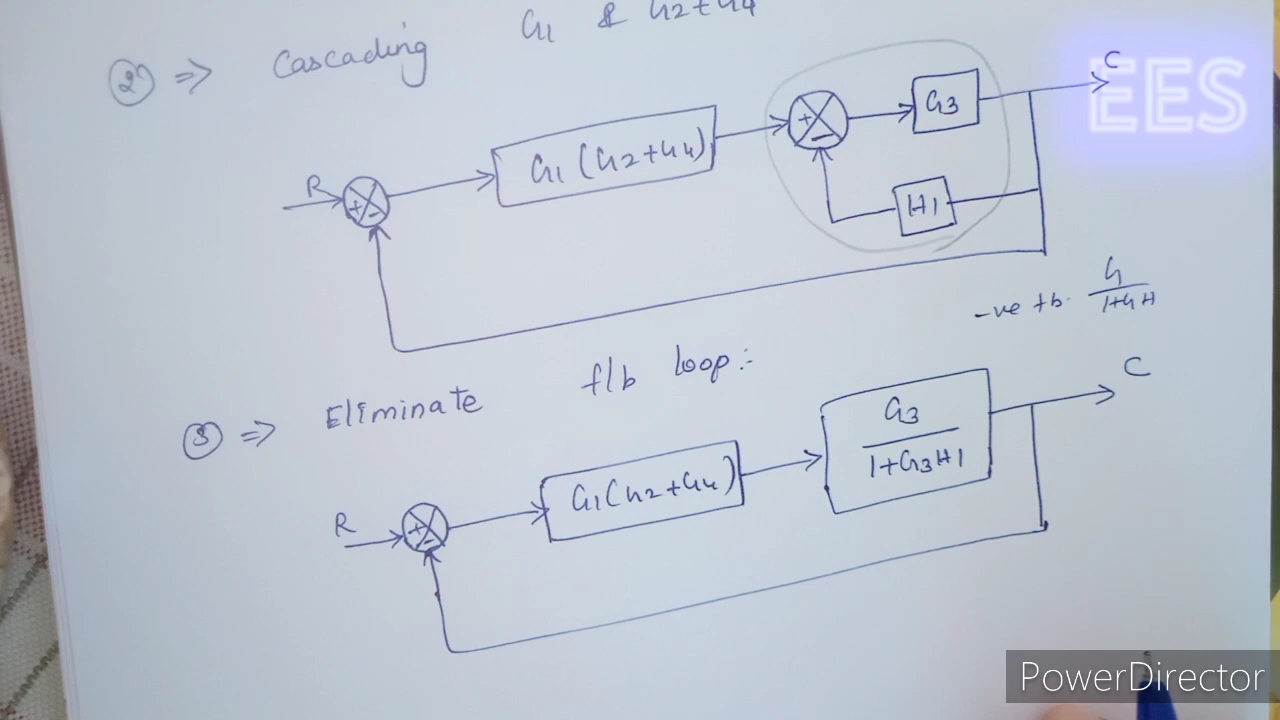 ② ⇒ Cascading G1 & G2+G4
EES
C
G3
R
+
-
G1(G2+G4)
+
-
H1
-ve fb. G/1+GH
③ ⇒ Eliminate f/b loop:-
C
G3/1+G3H1
R
+
-
G1(G2+G4)
PowerDirector